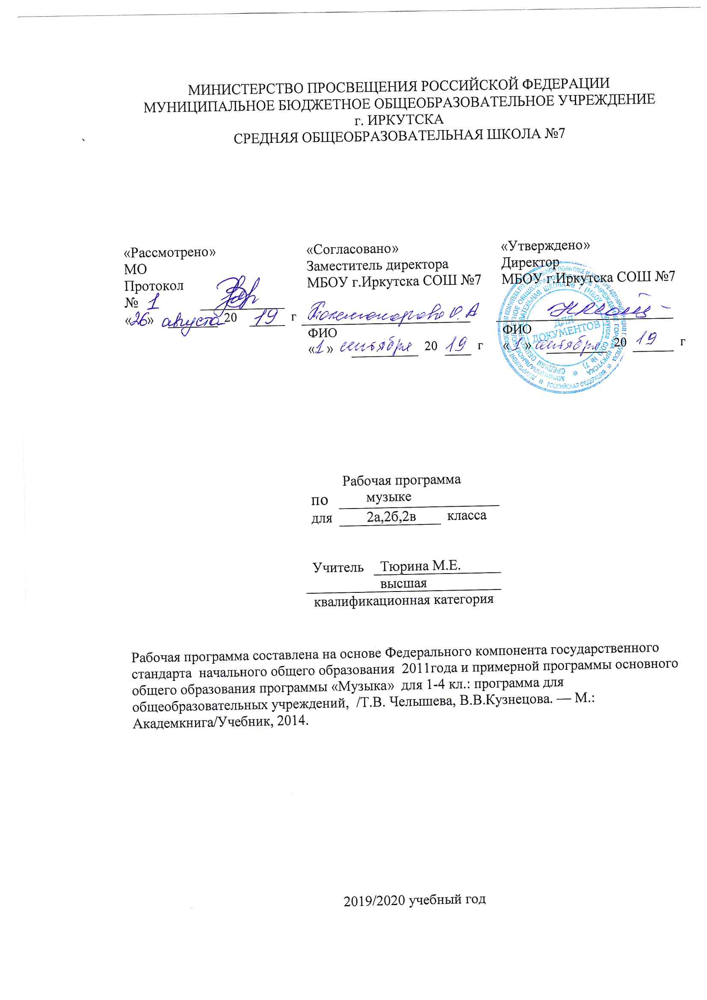 МИНИСТЕРСТВО ПРОСВЕЩЕНИЯ РОССИЙСКОЙ ФЕДЕРАЦИИ
МУНИЦИПАЛЬНОЕ БЮДЖЕТНОЕ ОБЩЕОБРАЗОВАТЕЛЬНОЕ УЧРЕЖДЕНИЕ
г. ИРКУТСКА
СРЕДНЯЯ ОБЩЕОБРАЗОВАТЕЛЬНАЯ ШКОЛА №7
«Рассмотрено»
МО
Протокол
№ 1
«26» августа 20 19 г
«Согласовано»
Заместитель директора
МБОУ г.Иркутска СОШ №7
О.А
ФИО
«1» сентября 20 19 г
«Утверждено»
Директор
МБОУ г.Иркутска СОШ №7
ФИО
«1» сентября 20 19 г
ДЛЯ
ДОКУМЕНТОВ
Рабочая программа
по музыке
для 2а,2б,2в класса
Учитель Тюрина М.Е.
высшая
квалификационная категория
Рабочая программа составлена на основе Федерального компонента государственного
стандарта начального общего образования 2011года и примерной программы основного
общего образования программы «Музыка» для 1-4 кл.: программа для
общеобразовательных учреждений, /Т.В. Челышева, В.В.Кузнецова. — М.:
Академкнига/Учебник, 2014.
2019/2020 учебный год